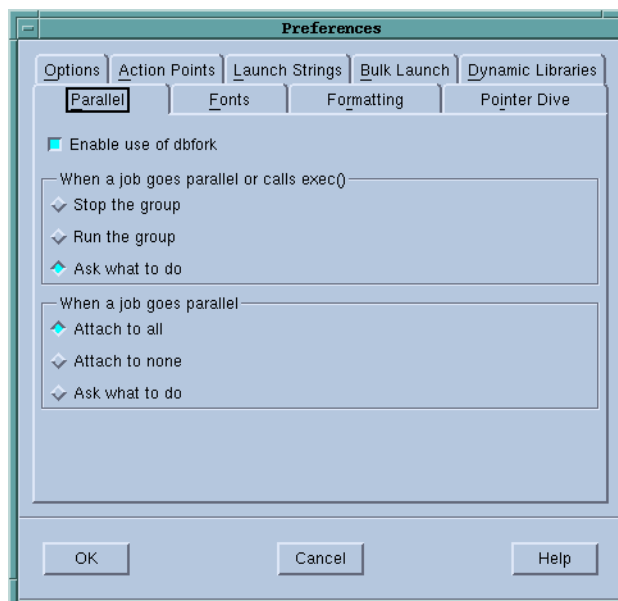 Preferences
Options Action Points Launch Strings Bulk Launch Dynamic Libraries
Parallel Fonts Formatting Pointer Dive
Enable use of dbfork
When a job goes parallel or calls exec()
Stop the group
Run the group
Ask what to do
When a job goes parallel
Attach to all
Attach to none
Ask what to do
OK Cancel Help